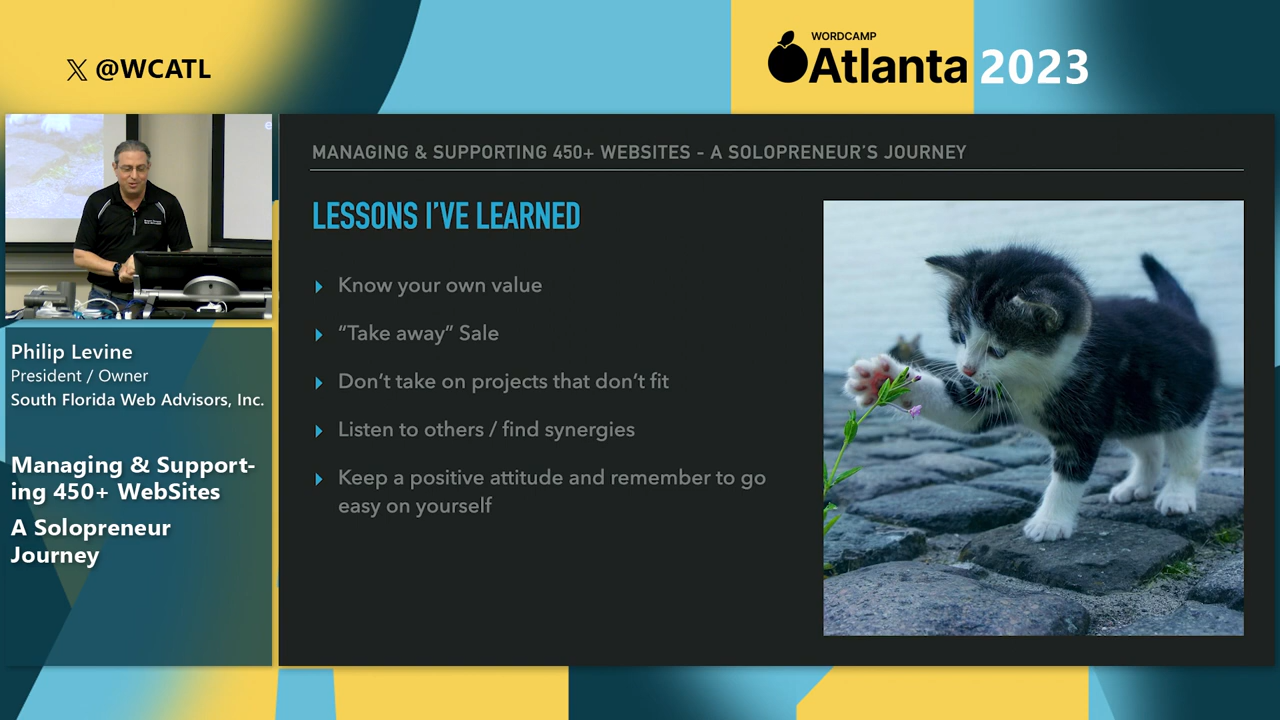 𝕏 @WCATL
WORDCAMP
Atlanta 2023
MANAGING & SUPPORTING 450+ WEBSITES - A SOLOPRENEUR'S JOURNEY
LESSONS I'VE LEARNED
Know your own value
“Take away” Sale
Don't take on projects that don't fit
Listen to others / find synergies
Keep a positive attitude and remember to go
easy on yourself
Philip Levine
President / Owner
South Florida Web Advisors, Inc.
Managing & Support-
ing 450+ WebSites
A Solopreneur
Journey